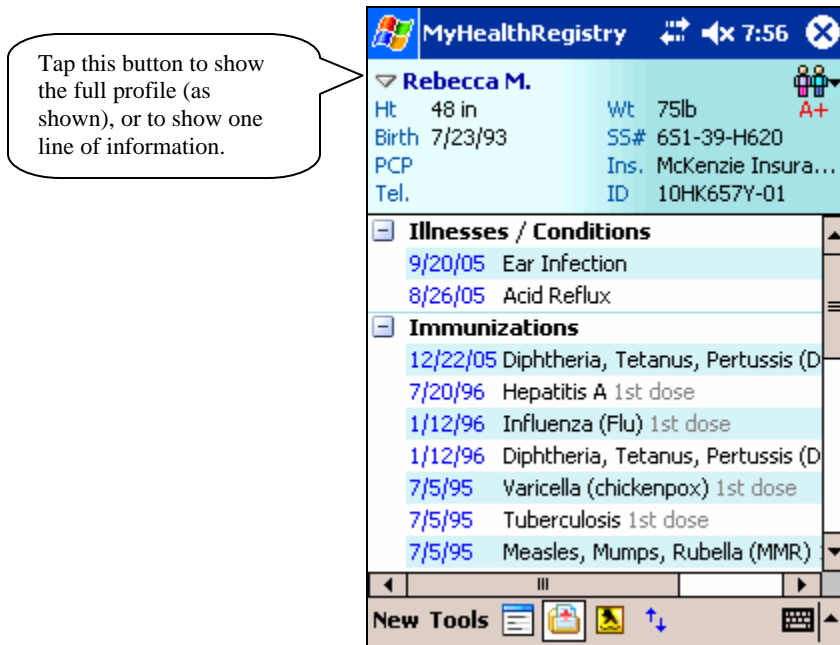 Tap this button to show
the full profile (as
shown), or to show one
line of information.
MyHealthRegistry 7:56
Rebecca M.
A+
Ht 48 in Wt 75lb
Birth 7/23/93 SS# 651-39-H620
PCP Ins. McKenzie Insura...
Tel. ID 10HK657Y-01
Illnesses / Conditions
9/20/05 Ear Infection
8/26/05 Acid Reflux
Immunizations
12/22/05 Diphtheria, Tetanus, Pertussis (D
7/20/96 Hepatitis A 1st dose
1/12/96 Influenza (Flu) 1st dose
1/12/96 Diphtheria, Tetanus, Pertussis (D
7/5/95 Varicella (chickenpox) 1st dose
7/5/95 Tuberculosis 1st dose
7/5/95 Measles, Mumps, Rubella (MMR)
New Tools